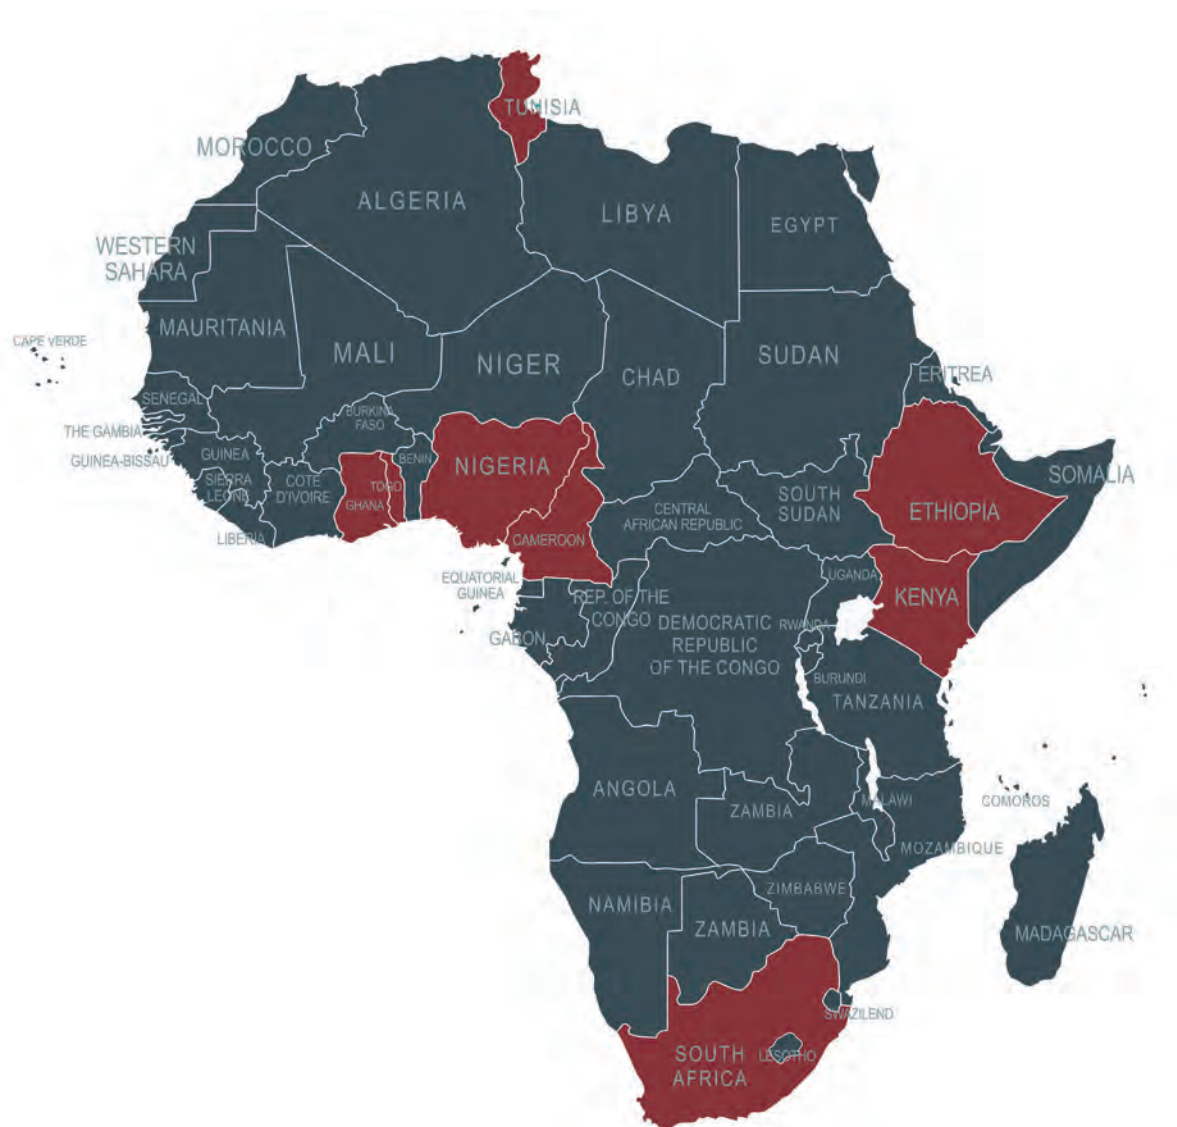 TUNISIA
MOROCCO
ALGERIA
LIBYA
EGYPT
WESTERN
SAHARA
MAURITANIA
CAPE VERDE
MALI
NIGER
CHAD
SUDAN
ERITREA
SENEGAL
THE GAMBIA
GUINEA-BISSAU
GUINEA
SIERRA
LEONE
LIBERIA
COTE
D'IVOIRE
BURKINA
FASO
GHANA
TOGO
BENIN
NIGERIA
CAMEROON
CENTRAL
AFRICAN REPUBLIC
SOUTH
SUDAN
ETHIOPIA
SOMALIA
EQUATORIAL
GUINEA
GABON
REP. OF THE
CONGO
DEMOCRATIC
REPUBLIC
OF THE CONGO
UGANDA
KENYA
RWANDA
BURUNDI
TANZANIA
ANGOLA
ZAMBIA
MALAWI
MOZAMBIQUE
COMOROS
NAMIBIA
ZAMBIA
ZIMBABWE
MADAGASCAR
SWAZILEND
LESOTHO
SOUTH
AFRICA